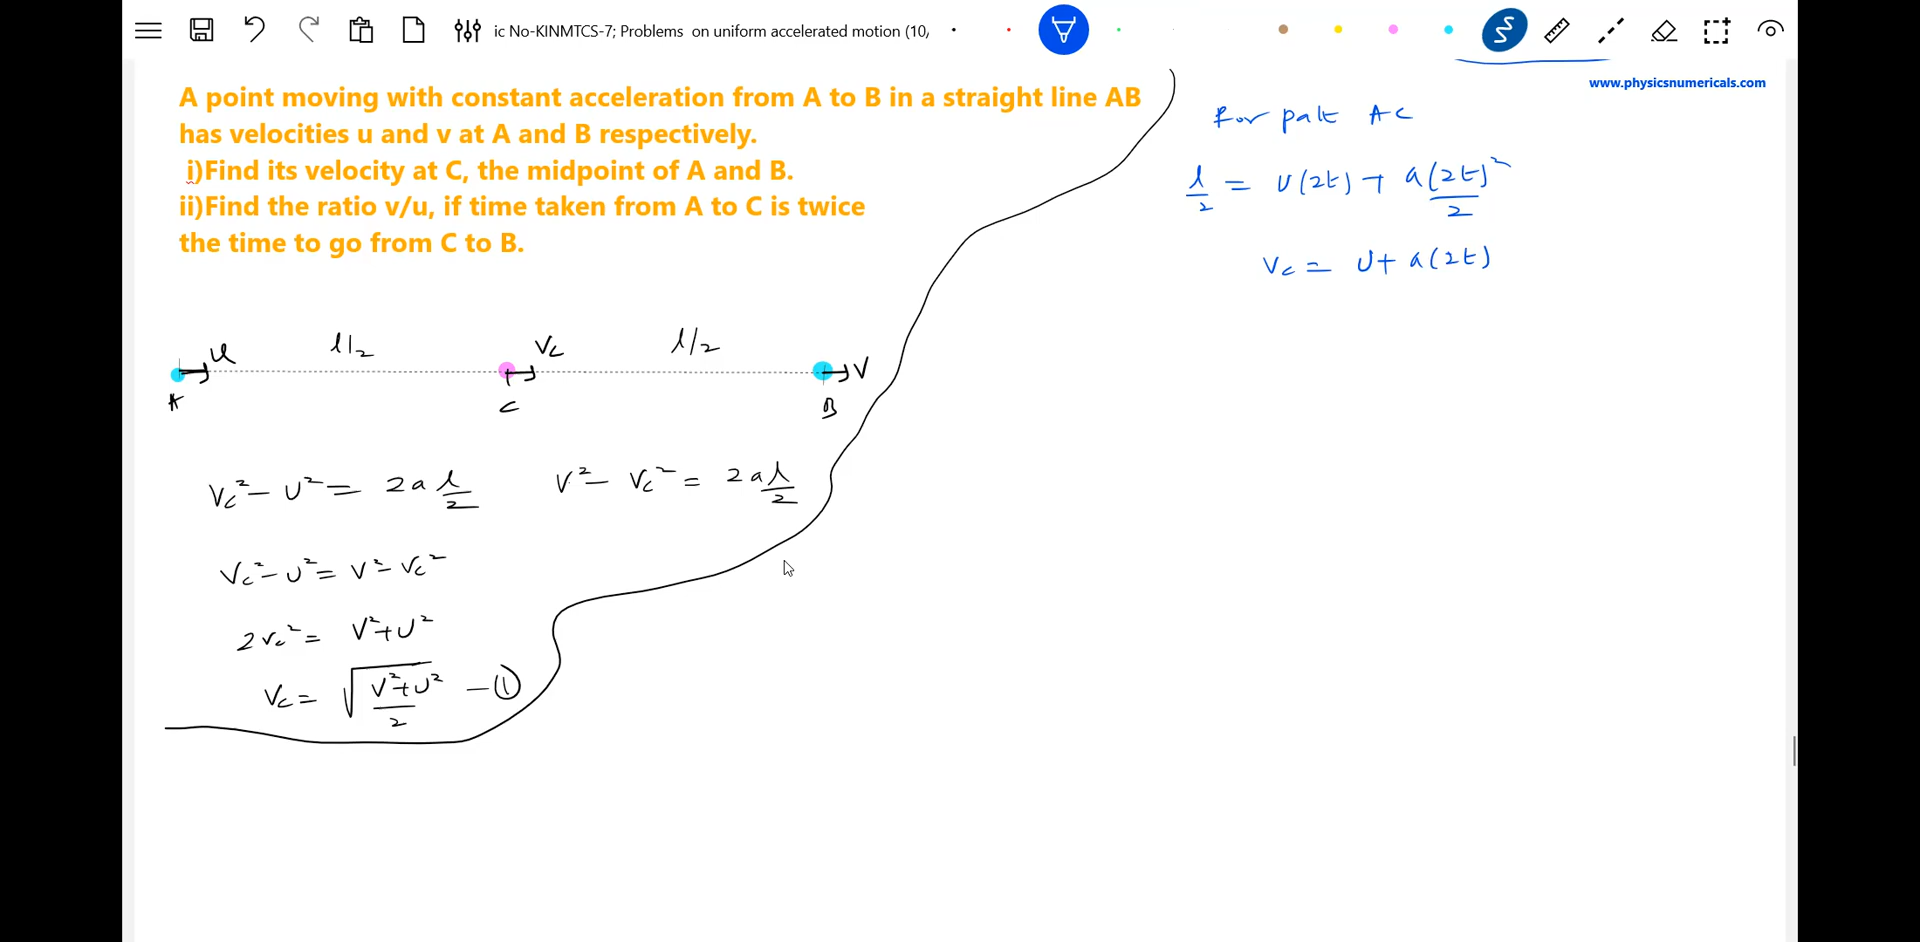 ic No-KINMTCS-7; Problems on uniform accelerated motion (10,
www.physicsnumericals.com
A point moving with constant acceleration from A to B in a straight line AB
has velocities u and v at A and B respectively.
i)Find its velocity at C, the midpoint of A and B.
ii)Find the ratio v/u, if time taken from A to C is twice
the time to go from C to B.
u l/2 Vc l/2 V
A C B
Vc² - U² = 2a l/2
V² - Vc² = 2a l/2
Vc² - U² = V² - Vc²
2Vc² = V² + U²
Vc = √((V² + U²)/2) - ①
For path AC
l/2 = U(2t) + a(2t)²/2
Vc = U + a(2t)